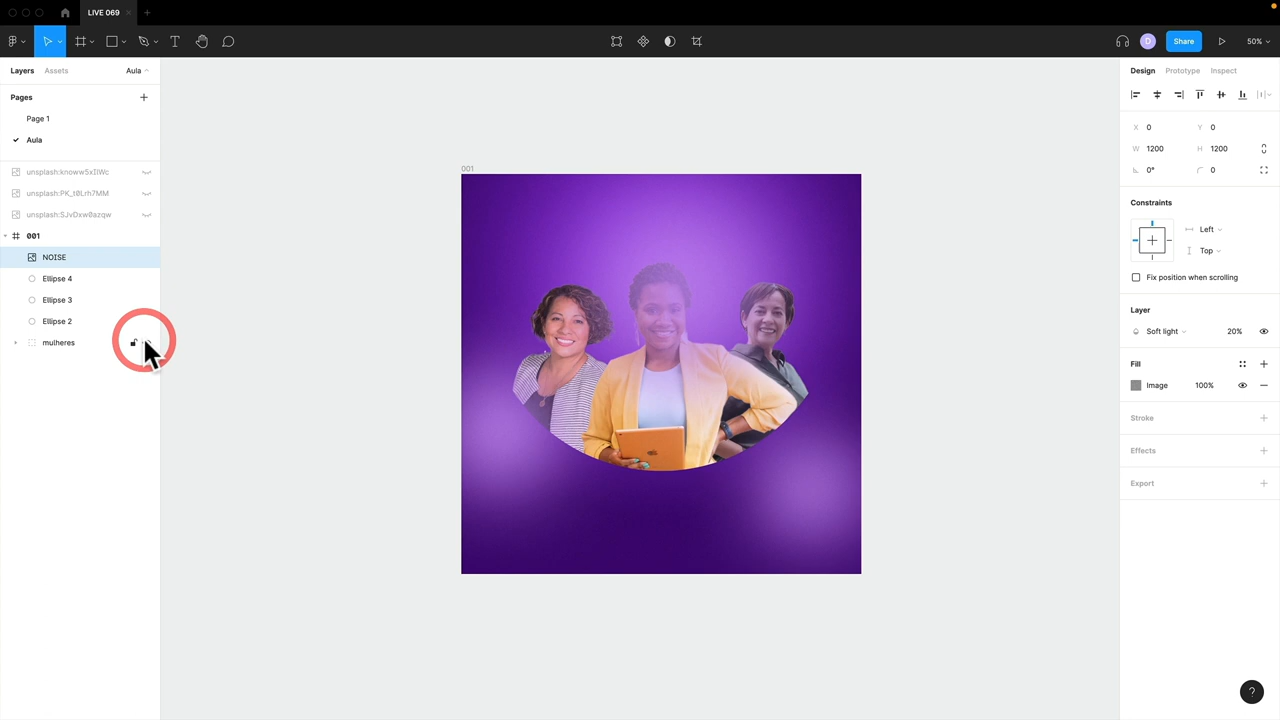 LIVE 069
Share
50%
Layers
Assets
Aula
Design
Prototype
Inspect
Pages
Page 1
X
0
Y
0
Aula
W
1200
H
1200
0°
0
unsplash:knoww5xIIWc
001
unsplash:PK_t0Lrh7MM
Constraints
unsplash:SJvDxw0azqw
Left
001
Top
NOISE
Fix position when scrolling
Ellipse 4
Ellipse 3
Layer
Ellipse 2
Soft light
20%
mulheres
Fill
Image
100%
Stroke
Effects
Export
?